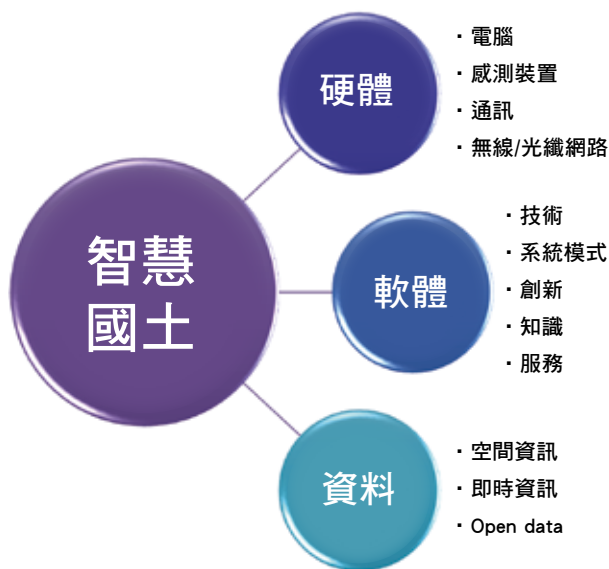 智慧
國土
硬體
・電腦
・感測裝置
・通訊
・無線/光纖網路
軟體
・技術
・系統模式
・創新
・知識
・服務
資料
・空間資訊
・即時資訊
・Open data